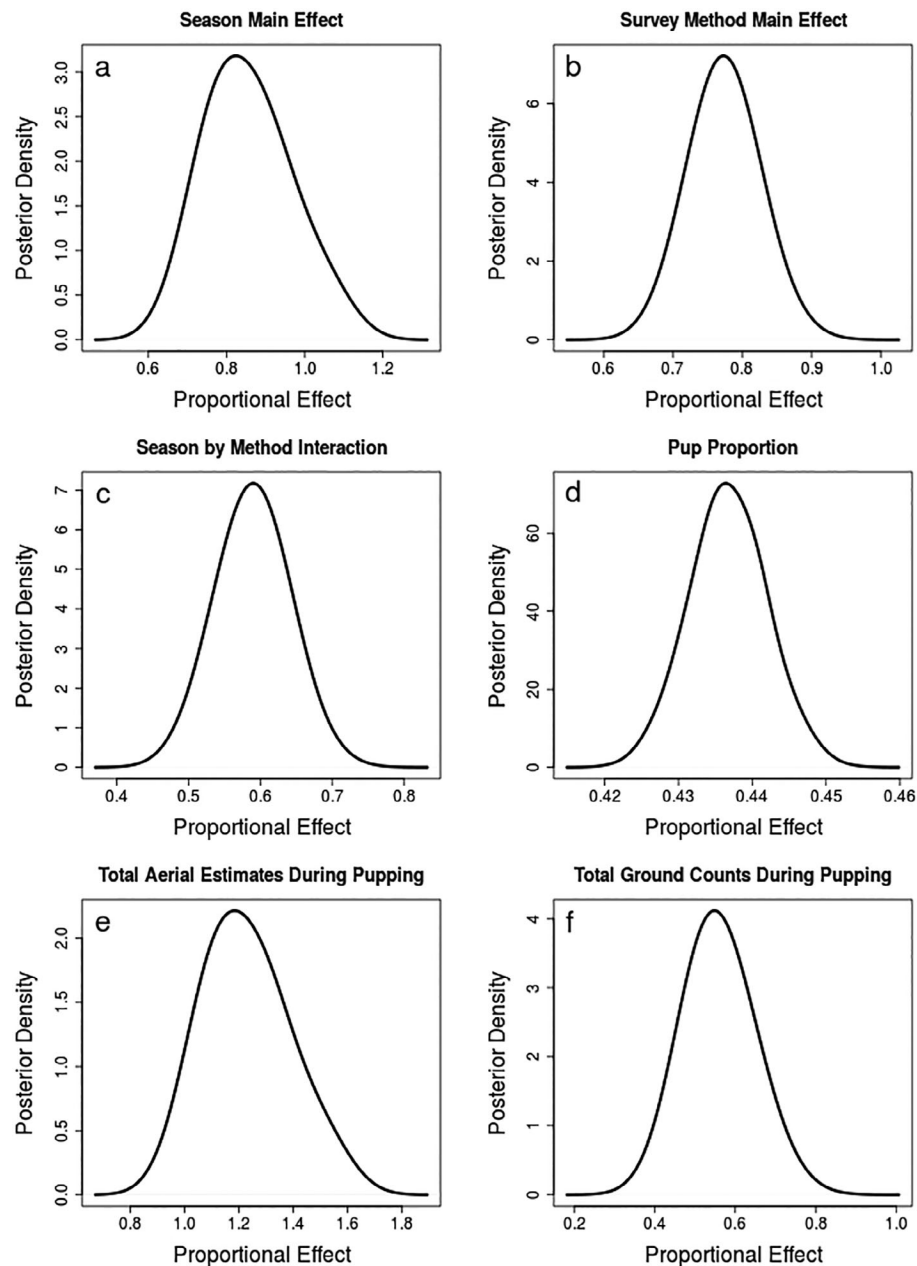 Season Main Effect
a
Posterior Density
0.0 0.5 1.0 1.5 2.0 2.5 3.0
0.6 0.8 1.0 1.2
Proportional Effect
Survey Method Main Effect
b
Posterior Density
0 2 4 6
0.6 0.7 0.8 0.9 1.0
Proportional Effect
Season by Method Interaction
c
Posterior Density
0 1 2 3 4 5 6 7
0.4 0.5 0.6 0.7 0.8
Proportional Effect
Pup Proportion
d
Posterior Density
0 20 40 60
0.42 0.43 0.44 0.45 0.46
Proportional Effect
Total Aerial Estimates During Pupping
e
Posterior Density
0.0 0.5 1.0 1.5 2.0
0.8 1.0 1.2 1.4 1.6 1.8
Proportional Effect
Total Ground Counts During Pupping
f
Posterior Density
0 1 2 3 4
0.2 0.4 0.6 0.8 1.0
Proportional Effect